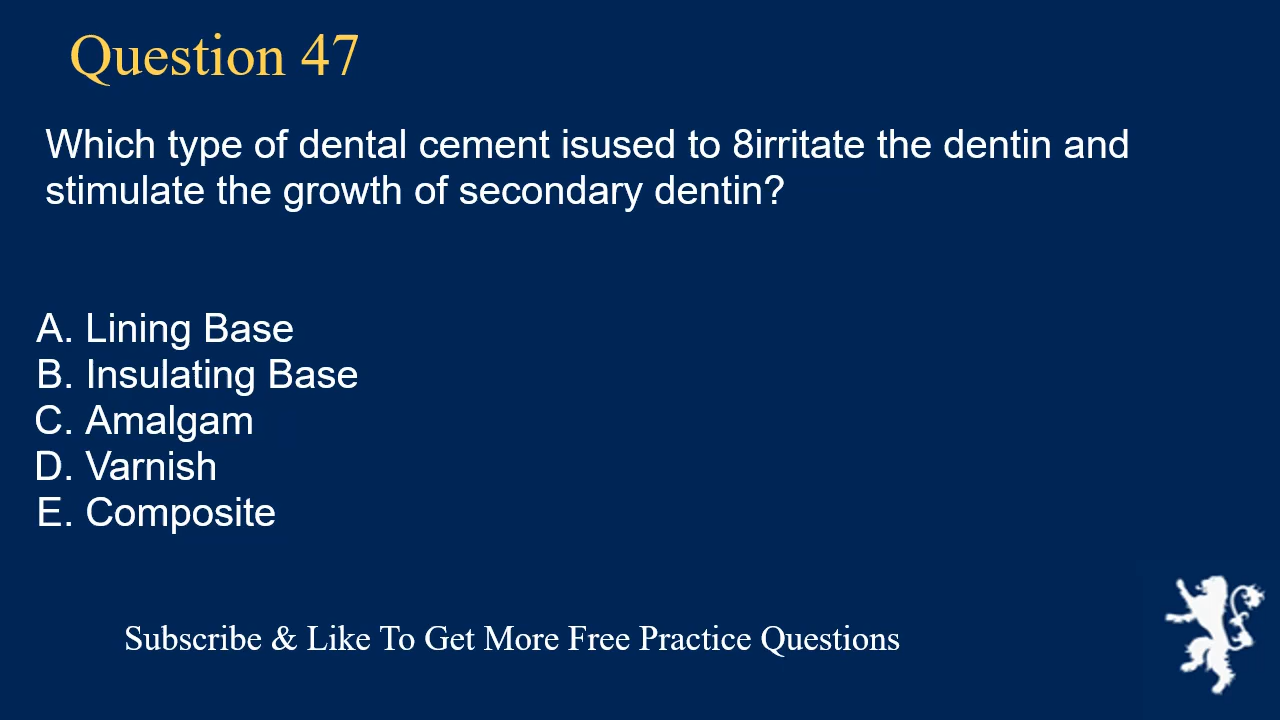 Question 47
Which type of dental cement isused to 8irritate the dentin and
stimulate the growth of secondary dentin?
A. Lining Base
B. Insulating Base
C. Amalgam
D. Varnish
E. Composite
Subscribe & Like To Get More Free Practice Questions